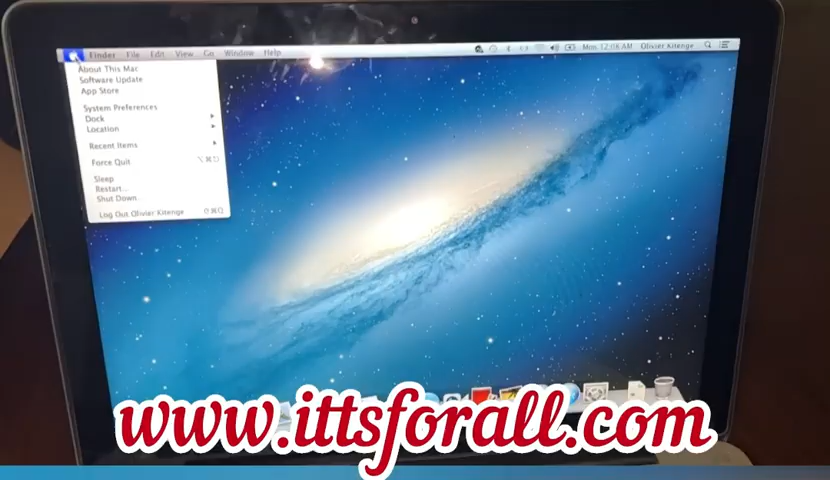 Finder File Edit View Go Window Help
Mon 12:16 AM Olivier Kitenge
About This Mac
Software Update
App Store
System Preferences
Dock
Location
Recent Items
Force Quit
Sleep
Restart...
Shut Down
Log Out Olivier Kitenge
www.ittsforall.com